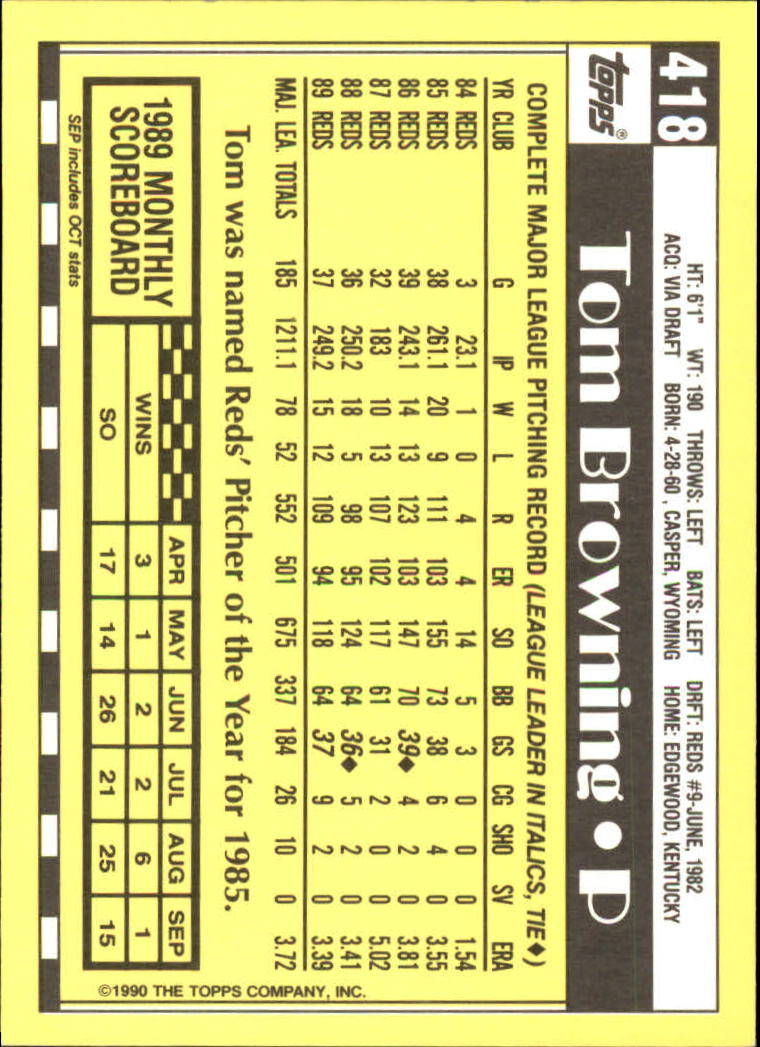 418
HT: 6'1" WT: 190 THROWS: LEFT BATS: LEFT DRFT: REDS #9-JUNE, 1982
ACQ: VIA DRAFT BORN: 4-28-60, CASPER, WYOMING HOME: EDGEWOOD, KENTUCKY
topps®
Tom Browning • P
COMPLETE MAJOR LEAGUE PITCHING RECORD (LEAGUE LEADER IN ITALICS, TIE♦)
YR CLUB G IP W L R ER SO BB GS CG SHO SV ERA
84 REDS 3 23.1 1 0 4 4 14 5 3 0 0 0 1.54
85 REDS 38 261.1 20 9 111 103 155 73 38 6 4 0 3.55
86 REDS 39 243.1 14 13 123 103 147 70 39♦ 4 2 0 3.81
87 REDS 32 183 10 13 107 102 117 61 31 2 0 0 5.02
88 REDS 36 250.2 18 5 98 95 124 64 36♦ 5 2 0 3.41
89 REDS 37 249.2 15 12 109 94 118 64 37 9 2 0 3.39
MAJ. LEA. TOTALS 185 1211.1 78 52 552 501 675 337 184 26 10 0 3.72
Tom was named Reds' Pitcher of the Year for 1985.
1989 MONTHLY
SCOREBOARD
APR MAY JUN JUL AUG SEP
WINS 3 1 2 2 6 1
SO 17 14 26 21 25 15
SEP includes OCT stats
©1990 THE TOPPS COMPANY, INC.